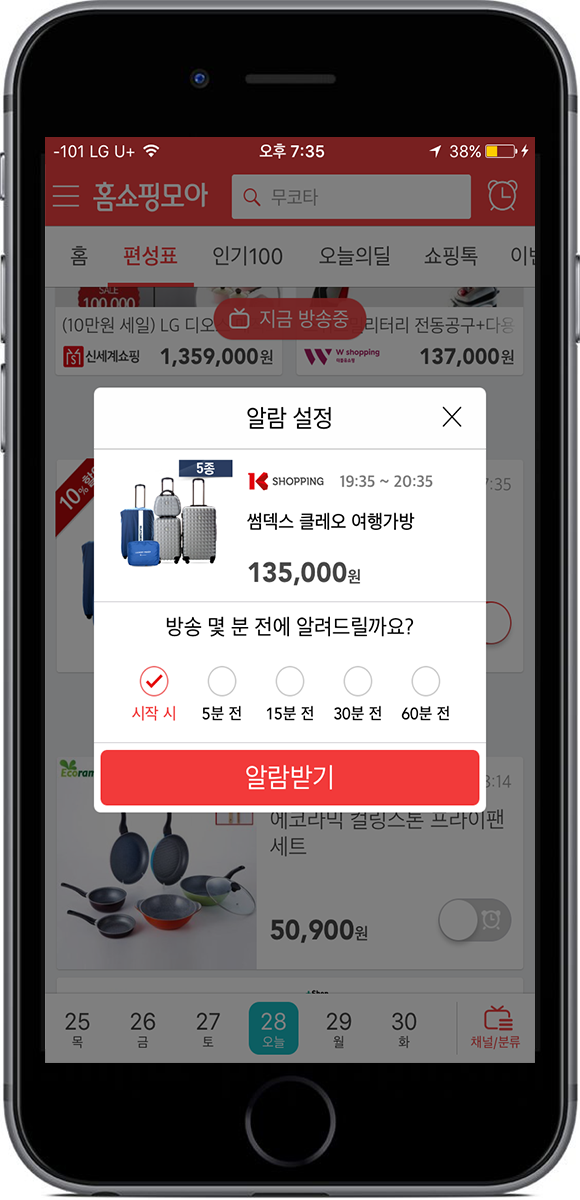 -101 LG U+ 오후 7:35 38%
홈쇼핑모아 무코타
홈 편성표 인기100 오늘의딜 쇼핑톡 이벤
SALE
100,000
지금 방송중
(10만원 세일) LG 디오
리터리 전동공구+다용
신세계쇼핑 1,359,000원
W shopping 137,000원
알람 설정
10% 할인
5종
K SHOPPING 19:35 ~ 20:35
썸덱스 클레오 여행가방
135,000원
방송 몇 분 전에 알려드릴까요?
시작 시 5분 전 15분 전 30분 전 60분 전
알람받기
에코라믹 컬링스톤 프라이팬
세트
50,900원
25 26 27 28 29 30
목 금 토 오늘 월 화 채널/분류